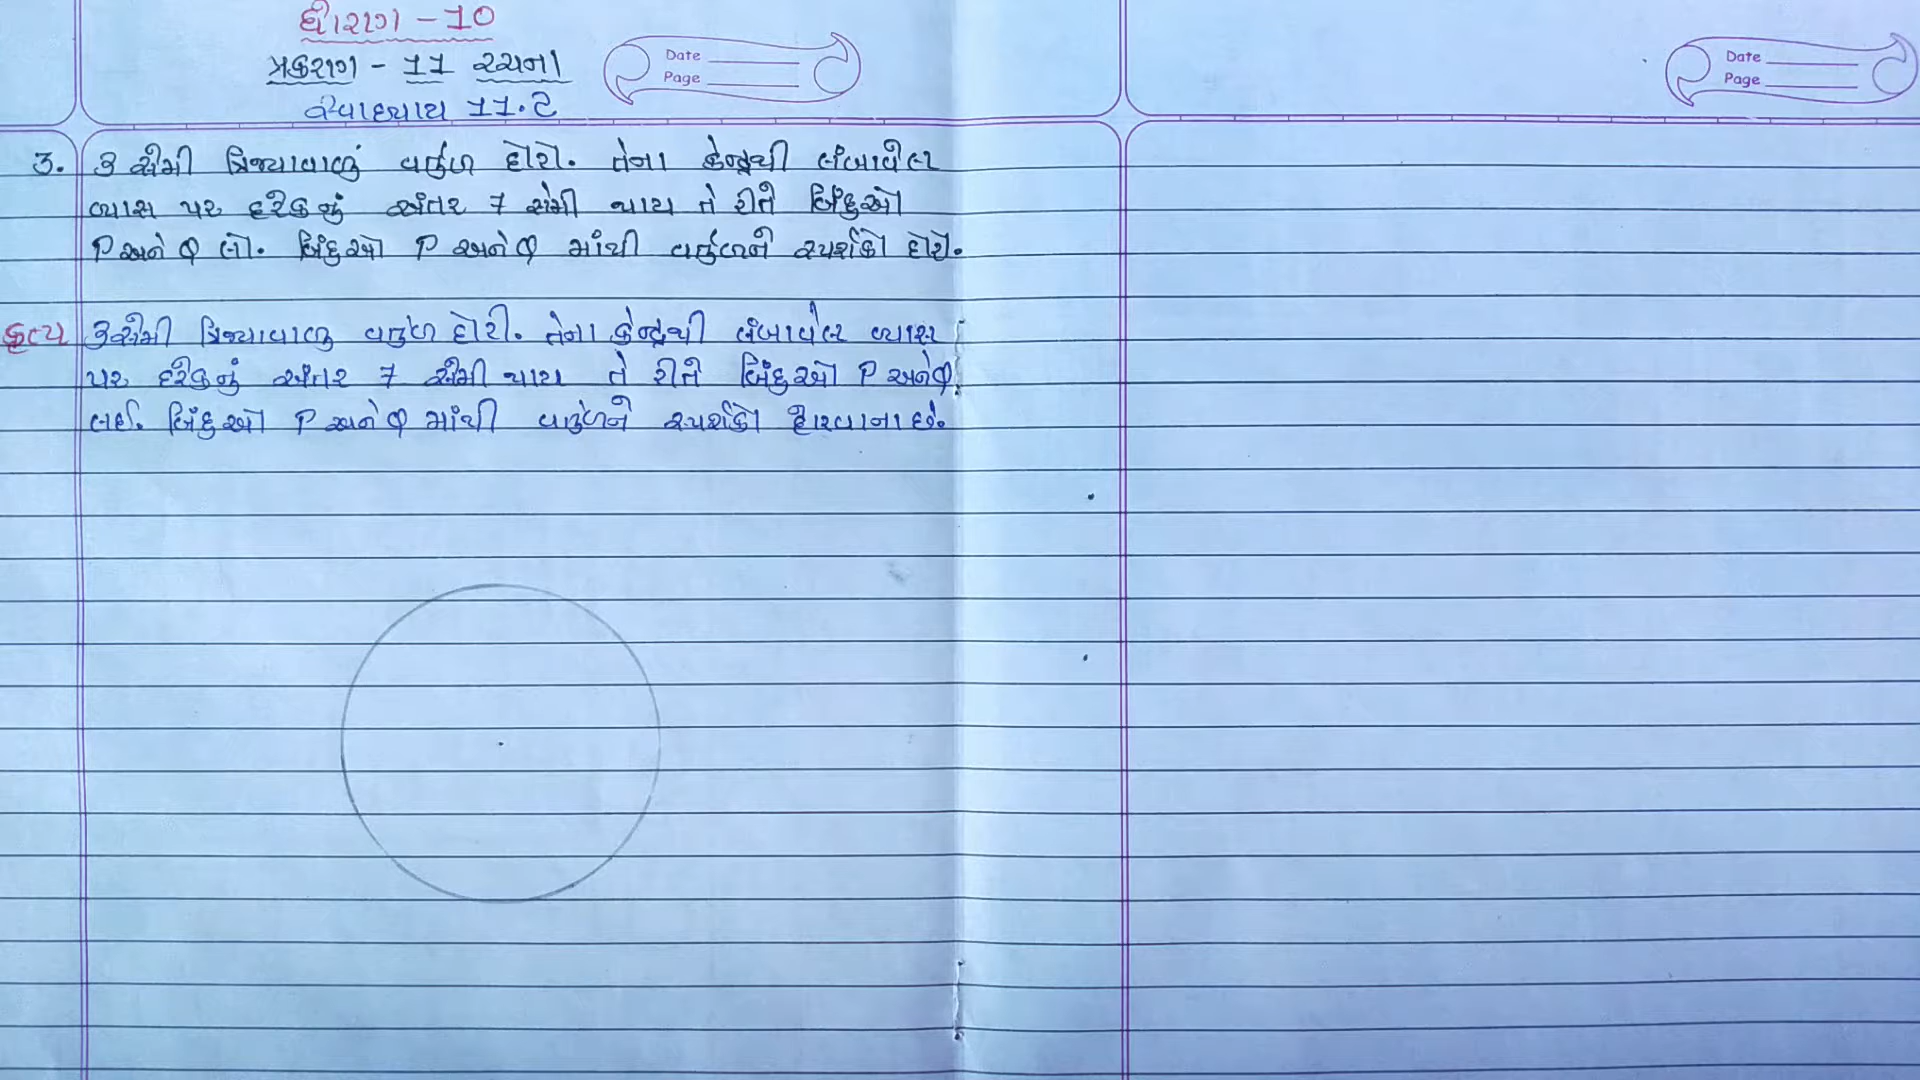 ધોરણ - 10
પ્રકરણ - 11 રચના
સ્વાધ્યાય 11.2
Date
Page
Date
Page
3. 3 સેમી ત્રિજ્યાવાળું વર્તુળ દોરો. તેના કેન્દ્રથી લંબાવેલ
વ્યાસ પર દરેકનું અંતર 7 સેમી થાય તે રીતે બિંદુઓ
P અને Q લો. બિંદુઓ P અને Q માંથી વર્તુળને સ્પર્શકો દોરો.
કૃત્ય 3 સેમી ત્રિજ્યાવાળુ વર્તુળ દોરી. તેના કેન્દ્રથી લંબાવેલ વ્યાસ
પર દરેકનું અંતર 7 સેમી થાય તે રીતે બિંદુઓ P અને Q
લઈ. બિંદુઓ P અને Q માંથી વર્તુળને સ્પર્શકો દોરવાના છે.